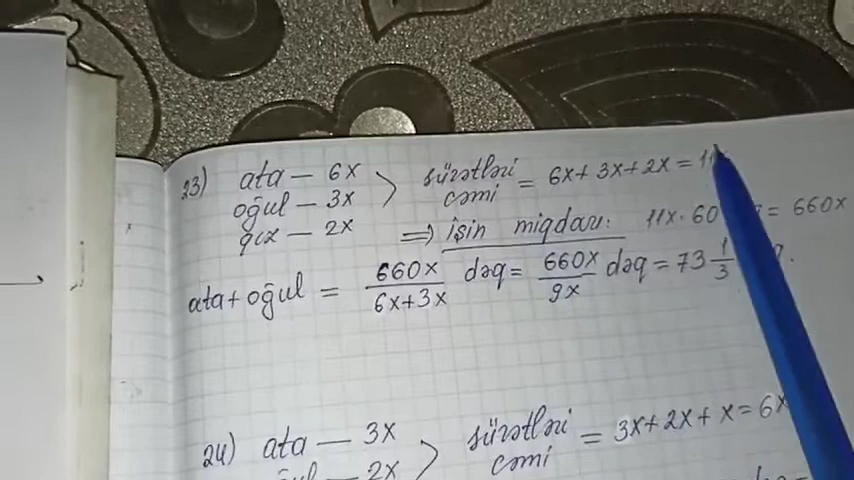 23) ata — 6x
oğul — 3x
qız — 2x
sürətləri cəmi = 6x + 3x + 2x = 11
⇒ işin miqdarı: 11x · 60 = 660x
ata + oğul = 660x / 6x+3x dəq = 660x / 9x dəq = 73 1/3
24) ata — 3x
— 2x
sürətləri cəmi = 3x + 2x + x = 6x